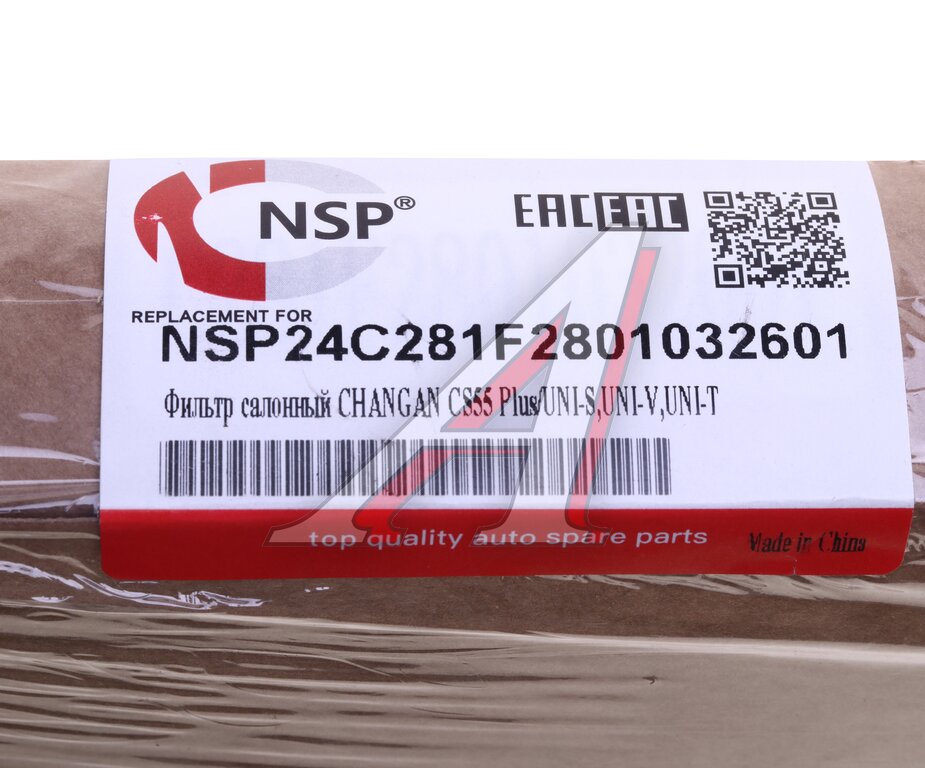 NSP®
EAC EAC
REPLACEMENT FOR
NSP24C281F2801032601
Фильтр салонный CHANGAN CS55 Plus/UNI-S,UNI-V,UNI-T
top quality auto spare parts
Made in China